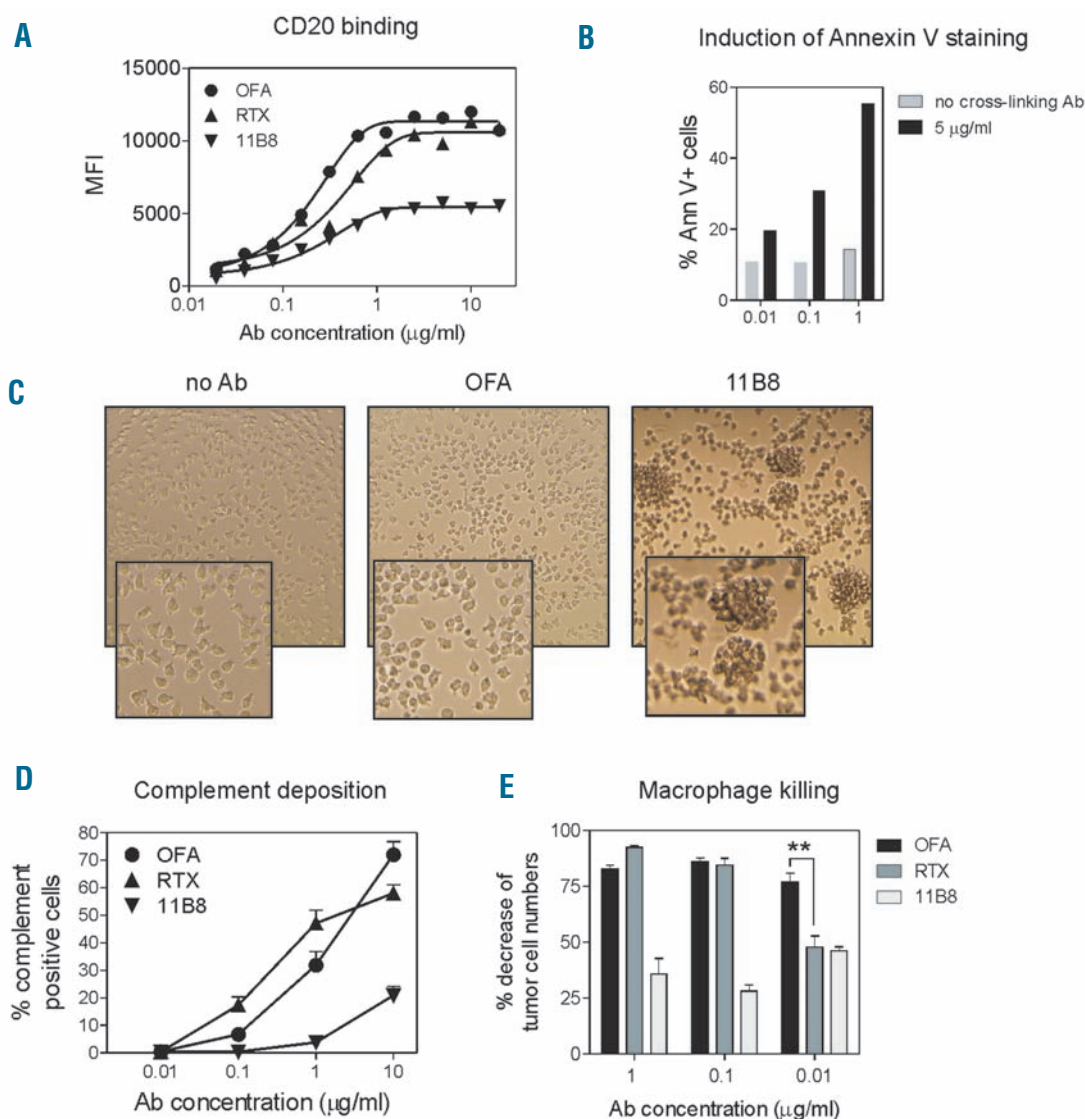 A
CD20 binding
15000
10000
5000
0
MFI
OFA
RTX
11B8
0.01 0.1 1 10
Ab concentration (µg/ml)
B
Induction of Annexin V staining
60
40
20
0
% Ann V+ cells
no cross-linking Ab
5 µg/ml
0.01 0.1 1
C
no Ab
OFA
11B8
D
Complement deposition
80
70
60
50
40
30
20
10
0
% complement
positive cells
OFA
RTX
11B8
0.01 0.1 1 10
Ab concentration (µg/ml)
E
Macrophage killing
100
75
50
25
0
% decrease of
tumor cell numbers
**
OFA
RTX
11B8
1 0.1 0.01
Ab concentration (µg/ml)